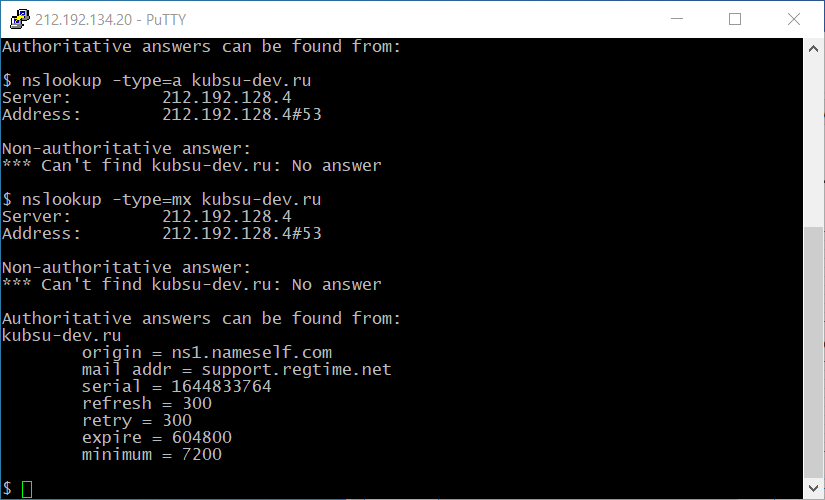 212.192.134.20 - PuTTY
Authoritative answers can be found from:
$ nslookup -type=a kubsu-dev.ru
Server:         212.192.128.4
Address:        212.192.128.4#53
Non-authoritative answer:
*** Can't find kubsu-dev.ru: No answer
$ nslookup -type=mx kubsu-dev.ru
Server:         212.192.128.4
Address:        212.192.128.4#53
Non-authoritative answer:
*** Can't find kubsu-dev.ru: No answer
Authoritative answers can be found from:
kubsu-dev.ru
        origin = ns1.nameself.com
        mail addr = support.regtime.net
        serial = 1644833764
        refresh = 300
        retry = 300
        expire = 604800
        minimum = 7200
$